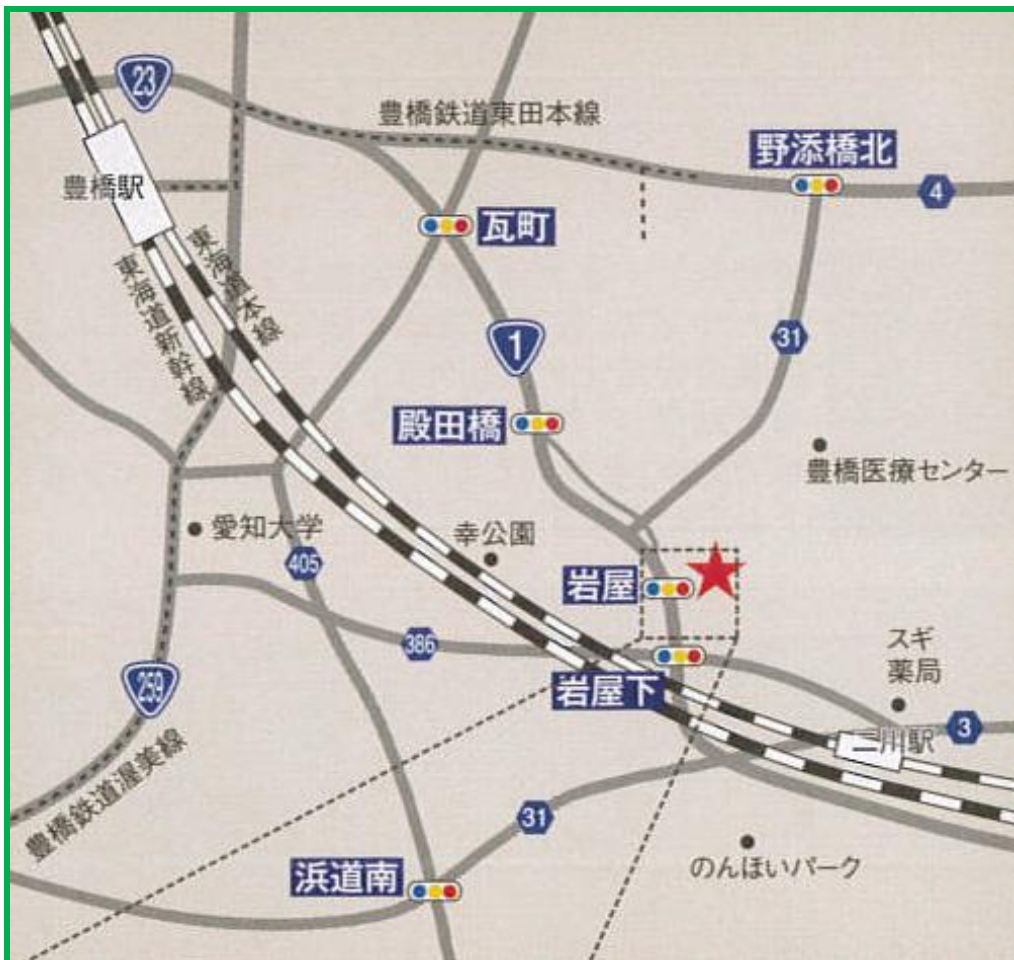 23
豊橋鉄道東田本線
野添橋北
豊橋駅
4
瓦町
東海道本線
東海道新幹線
1
31
殿田橋
豊橋医療センター
愛知大学
幸公園
405
岩屋
386
スギ
薬局
259
岩屋下
3
二川駅
豊橋鉄道渥美線
31
のんほいパーク
浜道南